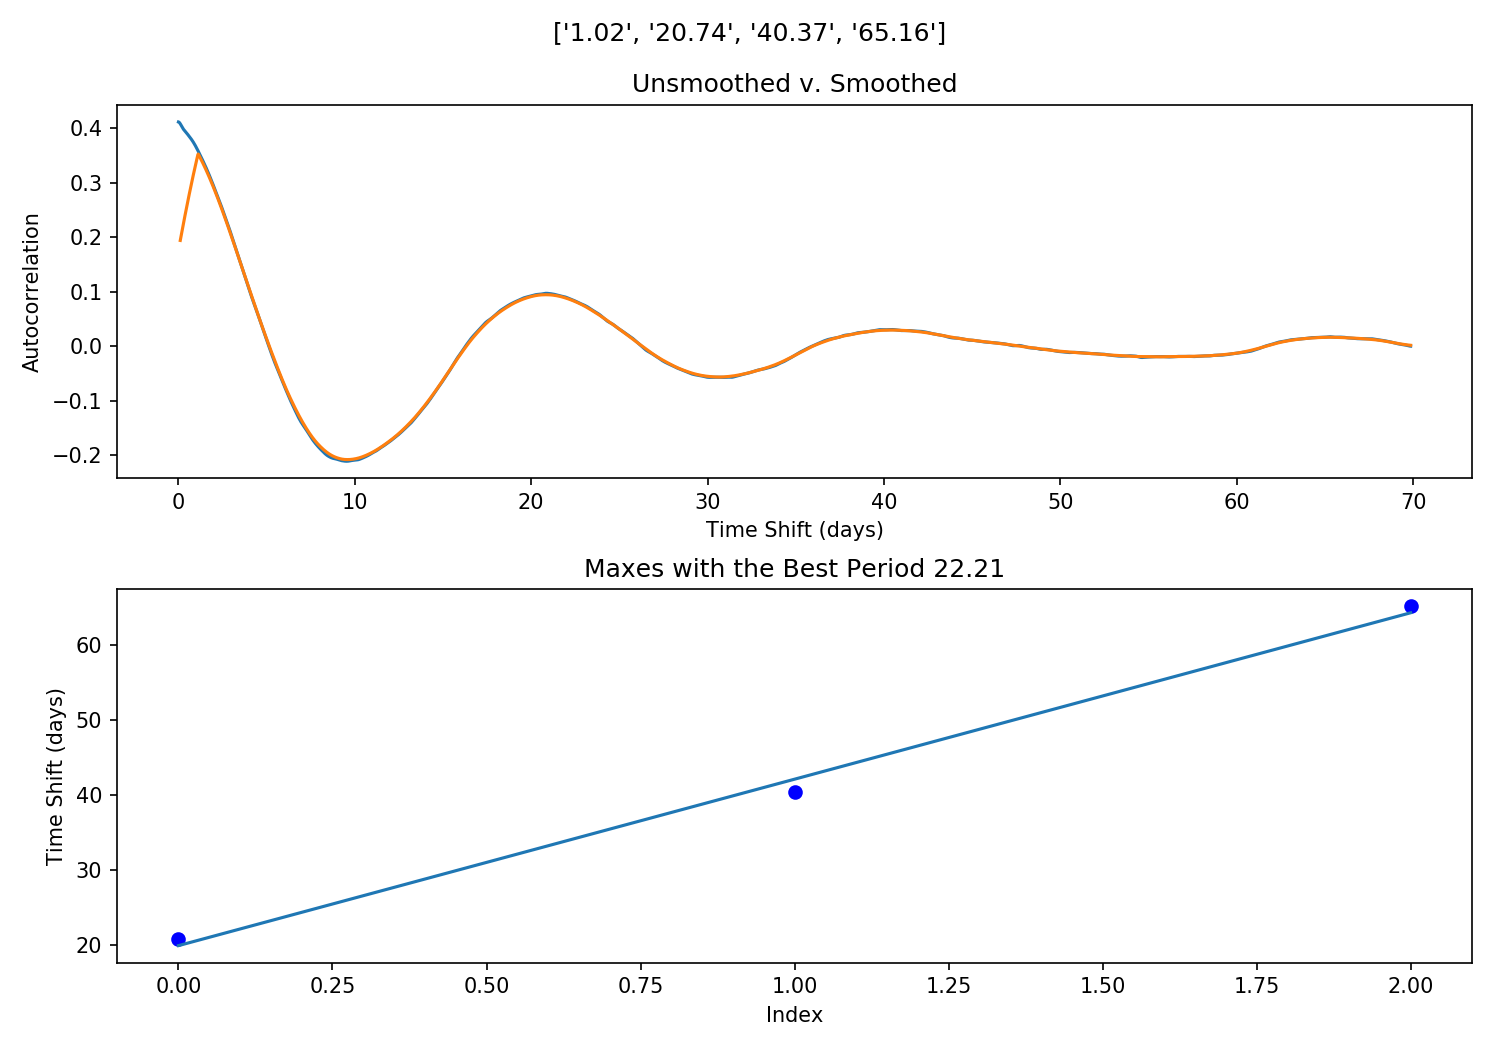 ['1.02', '20.74', '40.37', '65.16']
Unsmoothed v. Smoothed
Autocorrelation
0.4
0.3
0.2
0.1
0.0
−0.1
−0.2
0 10 20 30 40 50 60 70
Time Shift (days)
Maxes with the Best Period 22.21
Time Shift (days)
60
50
40
30
20
0.00 0.25 0.50 0.75 1.00 1.25 1.50 1.75 2.00
Index